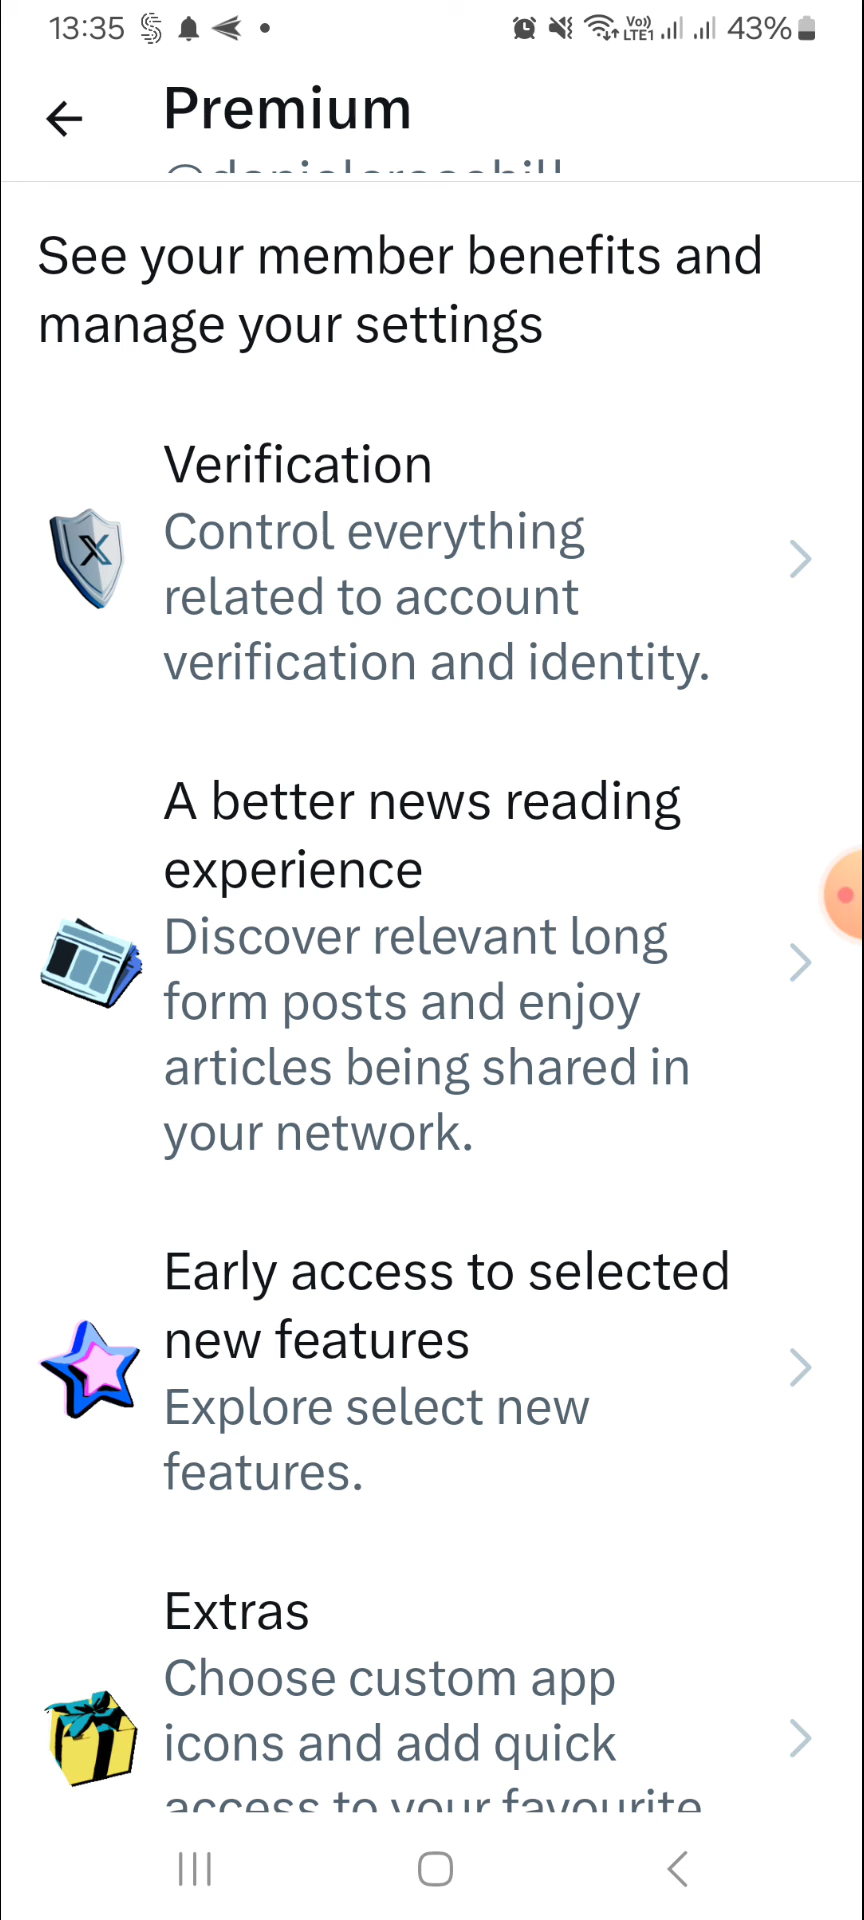 13:35
Vo))
LTE1
43%
Premium
See your member benefits and
manage your settings
Verification
Control everything
related to account
verification and identity.
A better news reading
experience
Discover relevant long
form posts and enjoy
articles being shared in
your network.
Early access to selected
new features
Explore select new
features.
Extras
Choose custom app
icons and add quick
access to your favourite